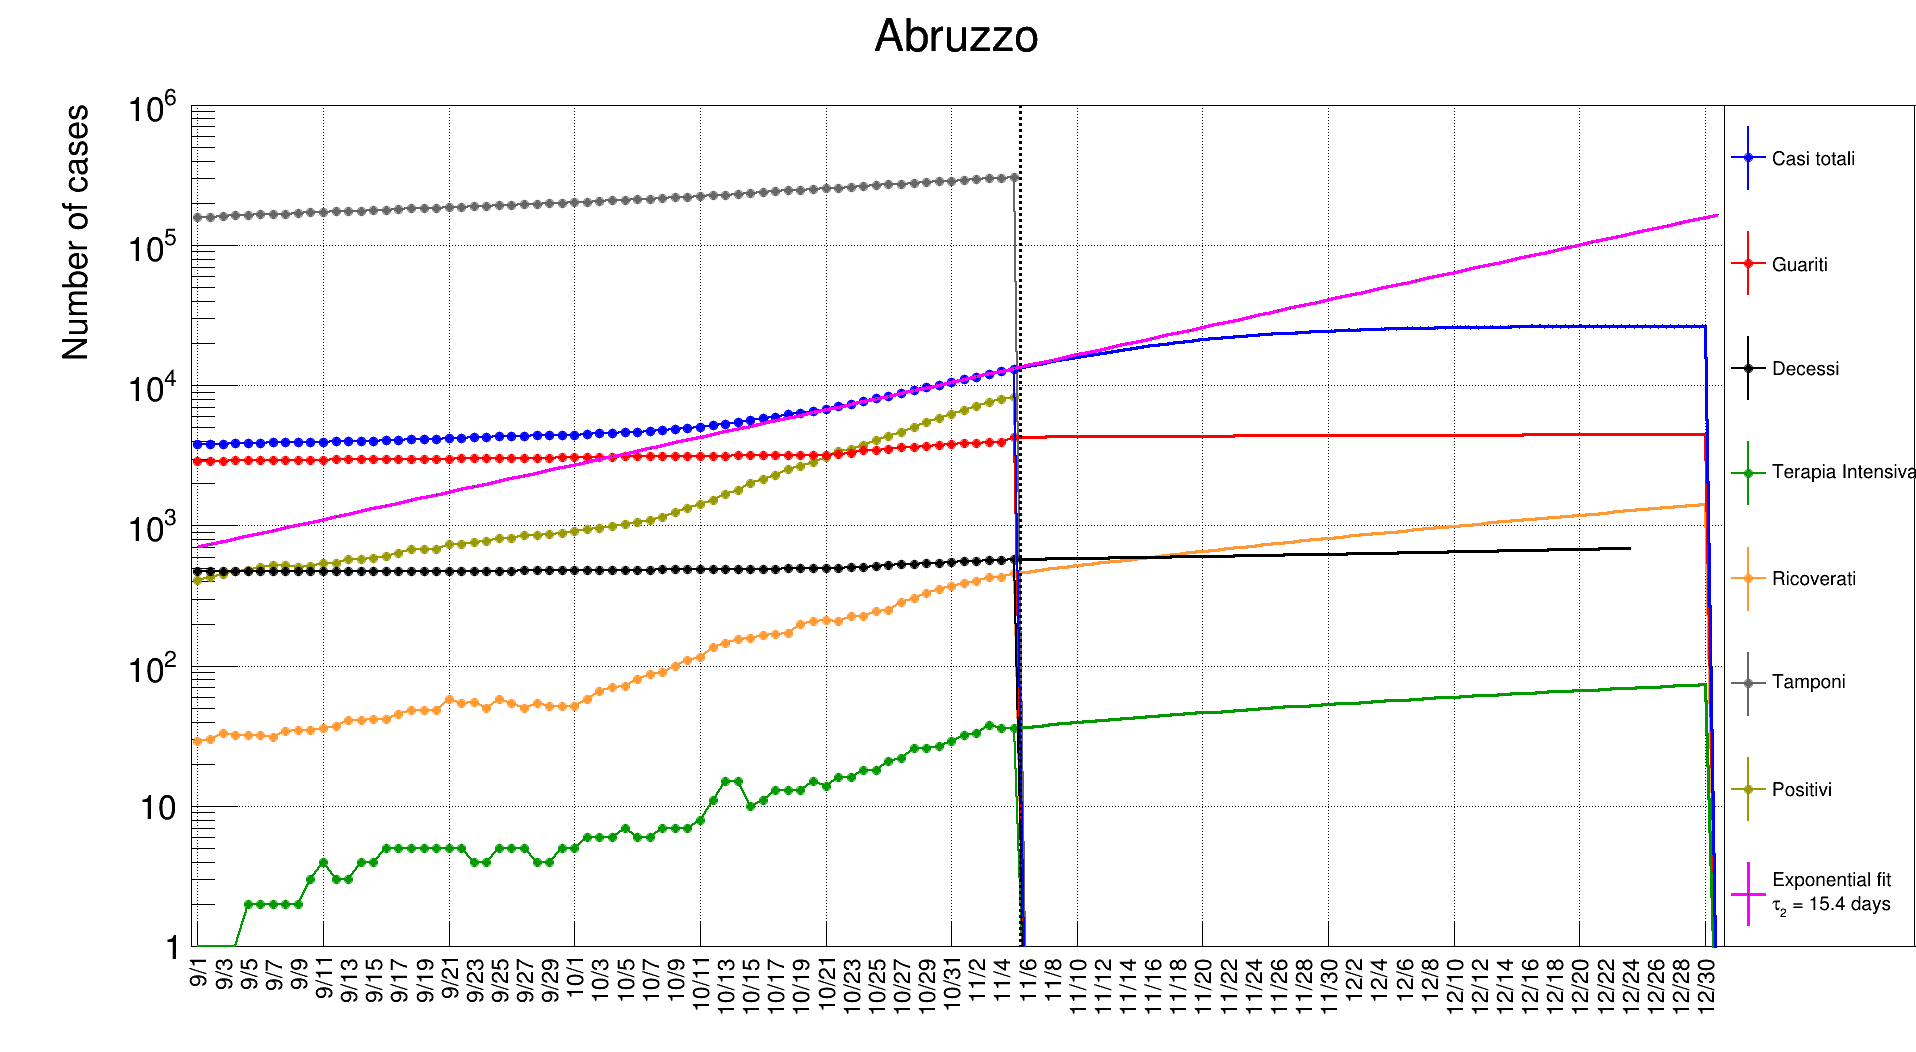 Abruzzo
Number of cases
10^6
10^5
10^4
10^3
10^2
10
1
9/1 9/3 9/5 9/7 9/9 9/11 9/13 9/15 9/17 9/19 9/21 9/23 9/25 9/27 9/29 10/1 10/3 10/5 10/7 10/9 10/11 10/13 10/15 10/17 10/19 10/21 10/23 10/25 10/27 10/29 10/31 11/2 11/4 11/6 11/8 11/10 11/12 11/14 11/16 11/18 11/20 11/22 11/24 11/26 11/28 11/30 12/2 12/4 12/6 12/8 12/10 12/12 12/14 12/16 12/18 12/20 12/22 12/24 12/26 12/28 12/30
Casi totali
Guariti
Decessi
Terapia Intensiva
Ricoverati
Tamponi
Positivi
Exponential fit
τ₂ = 15.4 days